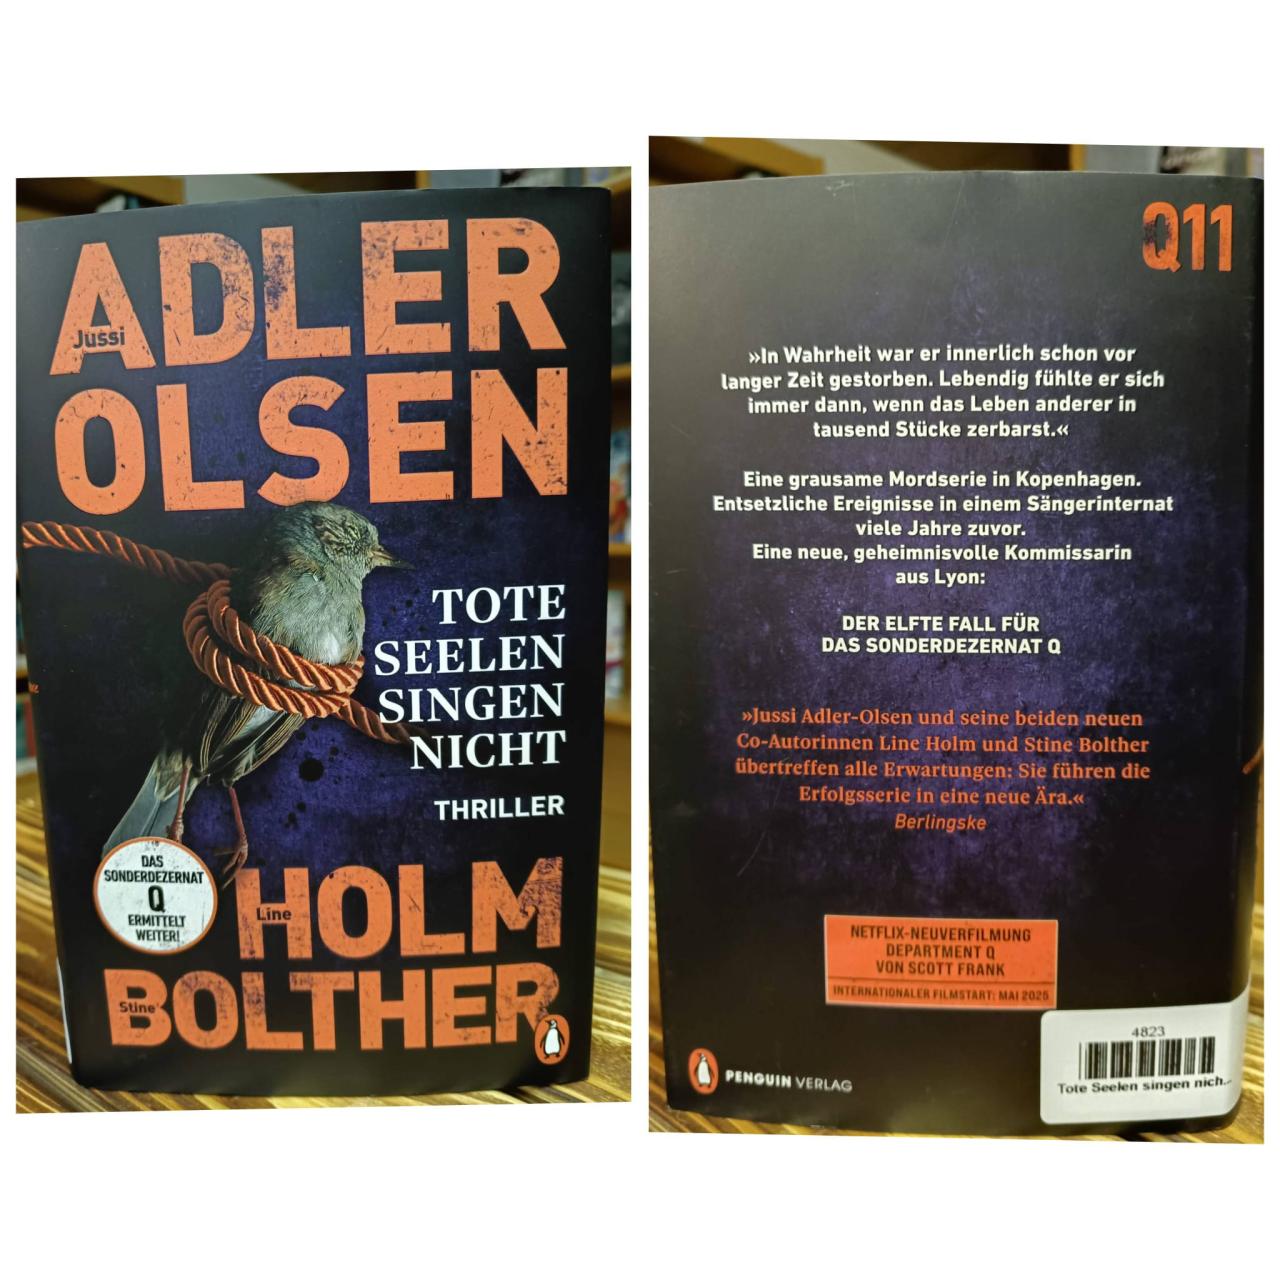 ADLER
Jussi
OLSEN
TOTE
SEELEN
SINGEN
NICHT
THRILLER
DAS
SONDERDEZERNAT
Q
ERMITTELT
WEITER!
HOLM
Line
BOLTHER
Stine
Q11
»In Wahrheit war er innerlich schon vor
langer Zeit gestorben. Lebendig fühlte er sich
immer dann, wenn das Leben anderer in
tausend Stücke zerbarst.«
Eine grausame Mordserie in Kopenhagen.
Entsetzliche Ereignisse in einem Sängerinternat
viele Jahre zuvor.
Eine neue, geheimnisvolle Kommissarin
aus Lyon:
DER ELFTE FALL FÜR
DAS SONDERDEZERNAT Q
»Jussi Adler-Olsen und seine beiden neuen
Co-Autorinnen Line Holm und Stine Bolther
übertreffen alle Erwartungen: Sie führen die
Erfolgsserie in eine neue Ära.«
Berlingske
NETFLIX-NEUVERFILMUNG
DEPARTMENT Q
VON SCOTT FRANK
INTERNATIONALER FILMSTART: MAI 2025
PENGUIN VERLAG
4823
Tote Seelen singen nich...